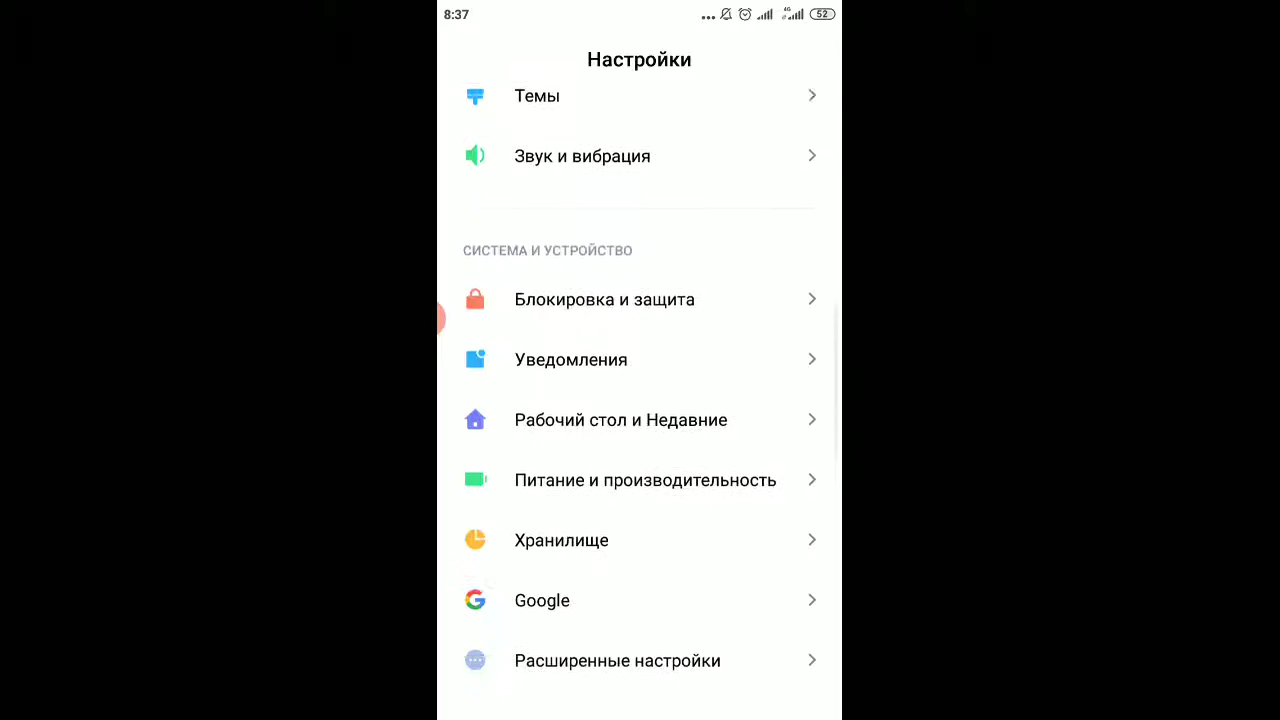 8:37
4G
52
Настройки
Темы
Звук и вибрация
СИСТЕМА И УСТРОЙСТВО
Блокировка и защита
Уведомления
Рабочий стол и Недавние
Питание и производительность
Хранилище
Google
Расширенные настройки